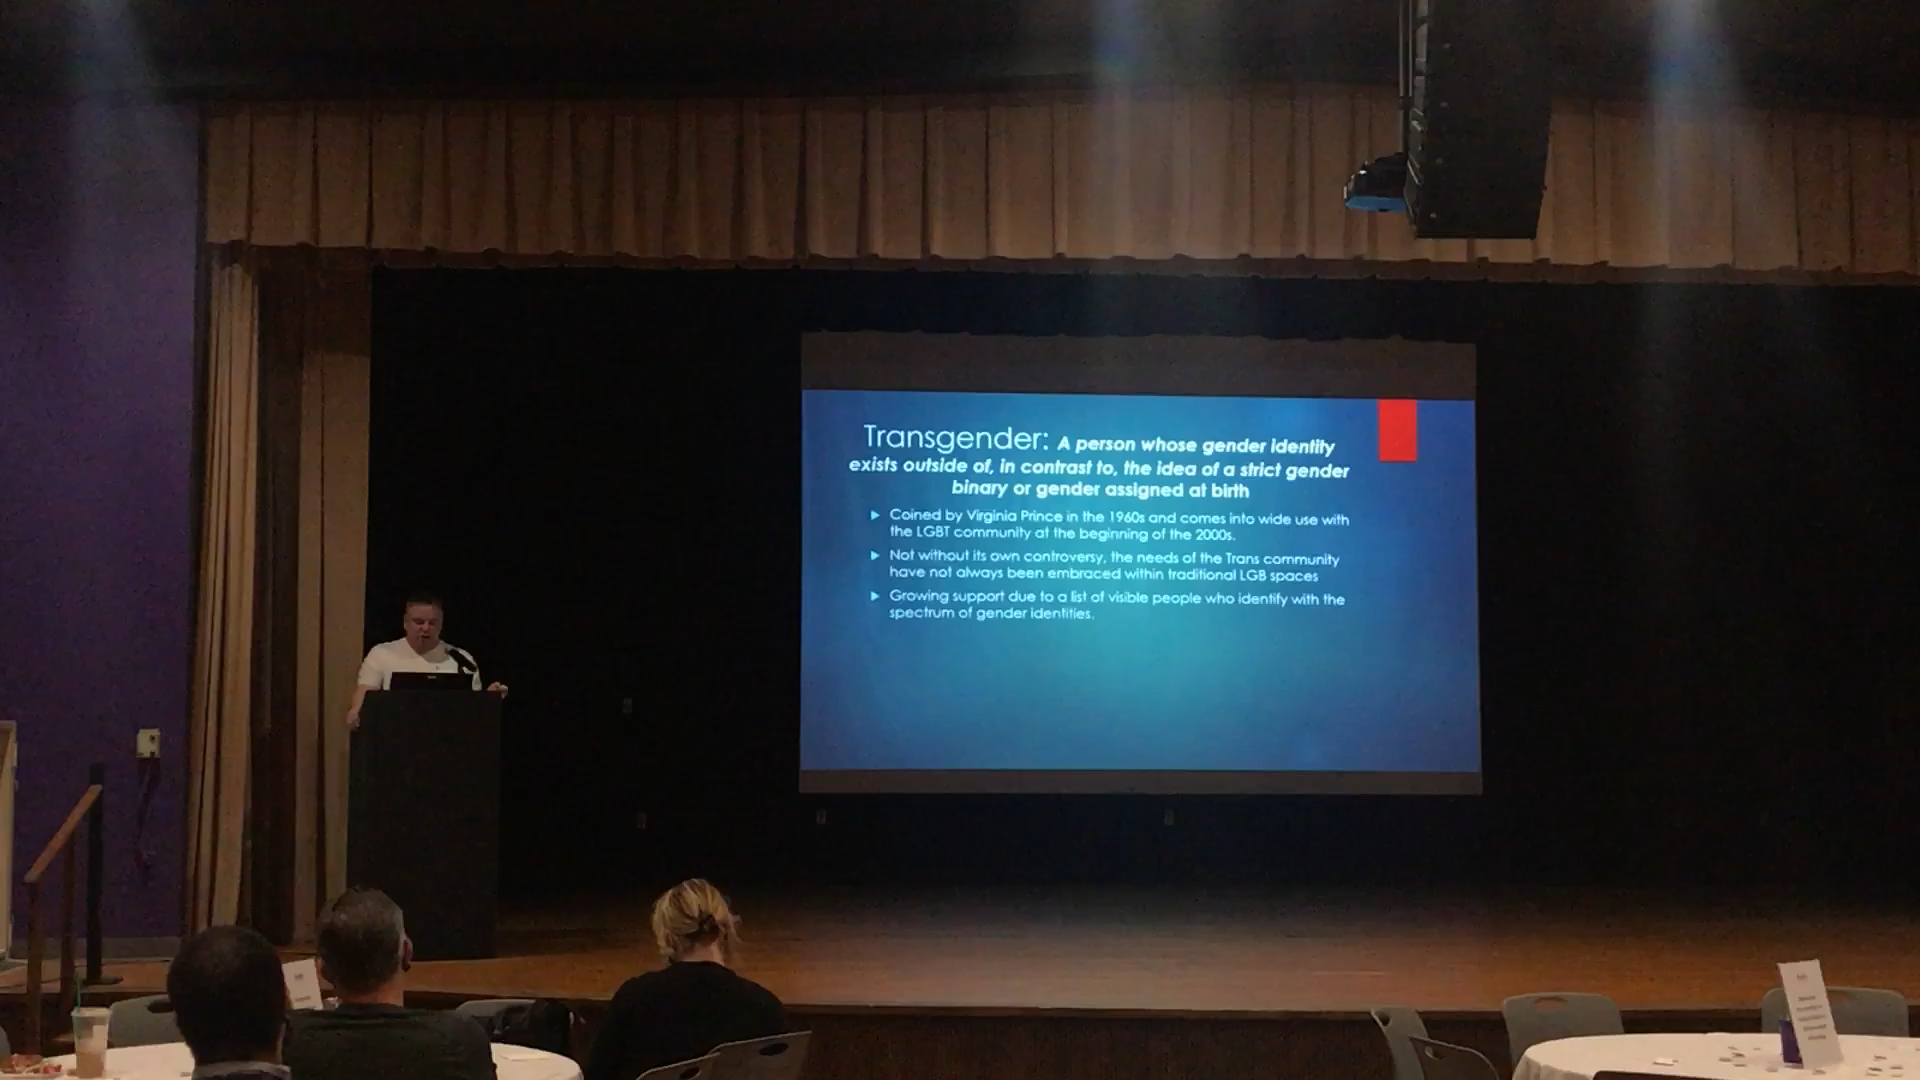 Transgender: A person whose gender identity
exists outside of, in contrast to, the idea of a strict gender
binary or gender assigned at birth
Coined by Virginia Prince in the 1960s and comes into wide use with
the LGBT community at the beginning of the 2000s.
Not without its own controversy, the needs of the Trans community
have not always been embraced within traditional LGB spaces
Growing support due to a list of visible people who identify with the
spectrum of gender identities.